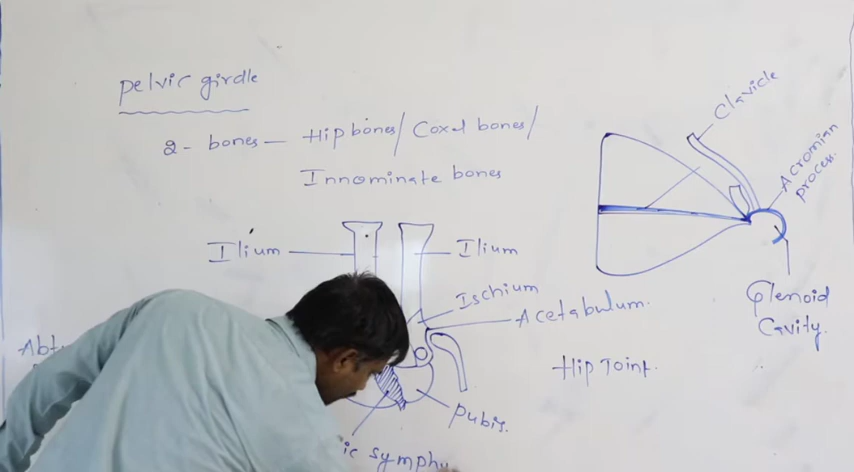 pelvic girdle
2 - bones — Hip bones/ Coxal bones/
Innominate bones
Clavicle
Acromian
process.
Glenoid
Cavity.
Ilium
Ilium
Ischium
Acetabulum.
Hip Joint.
pubis.